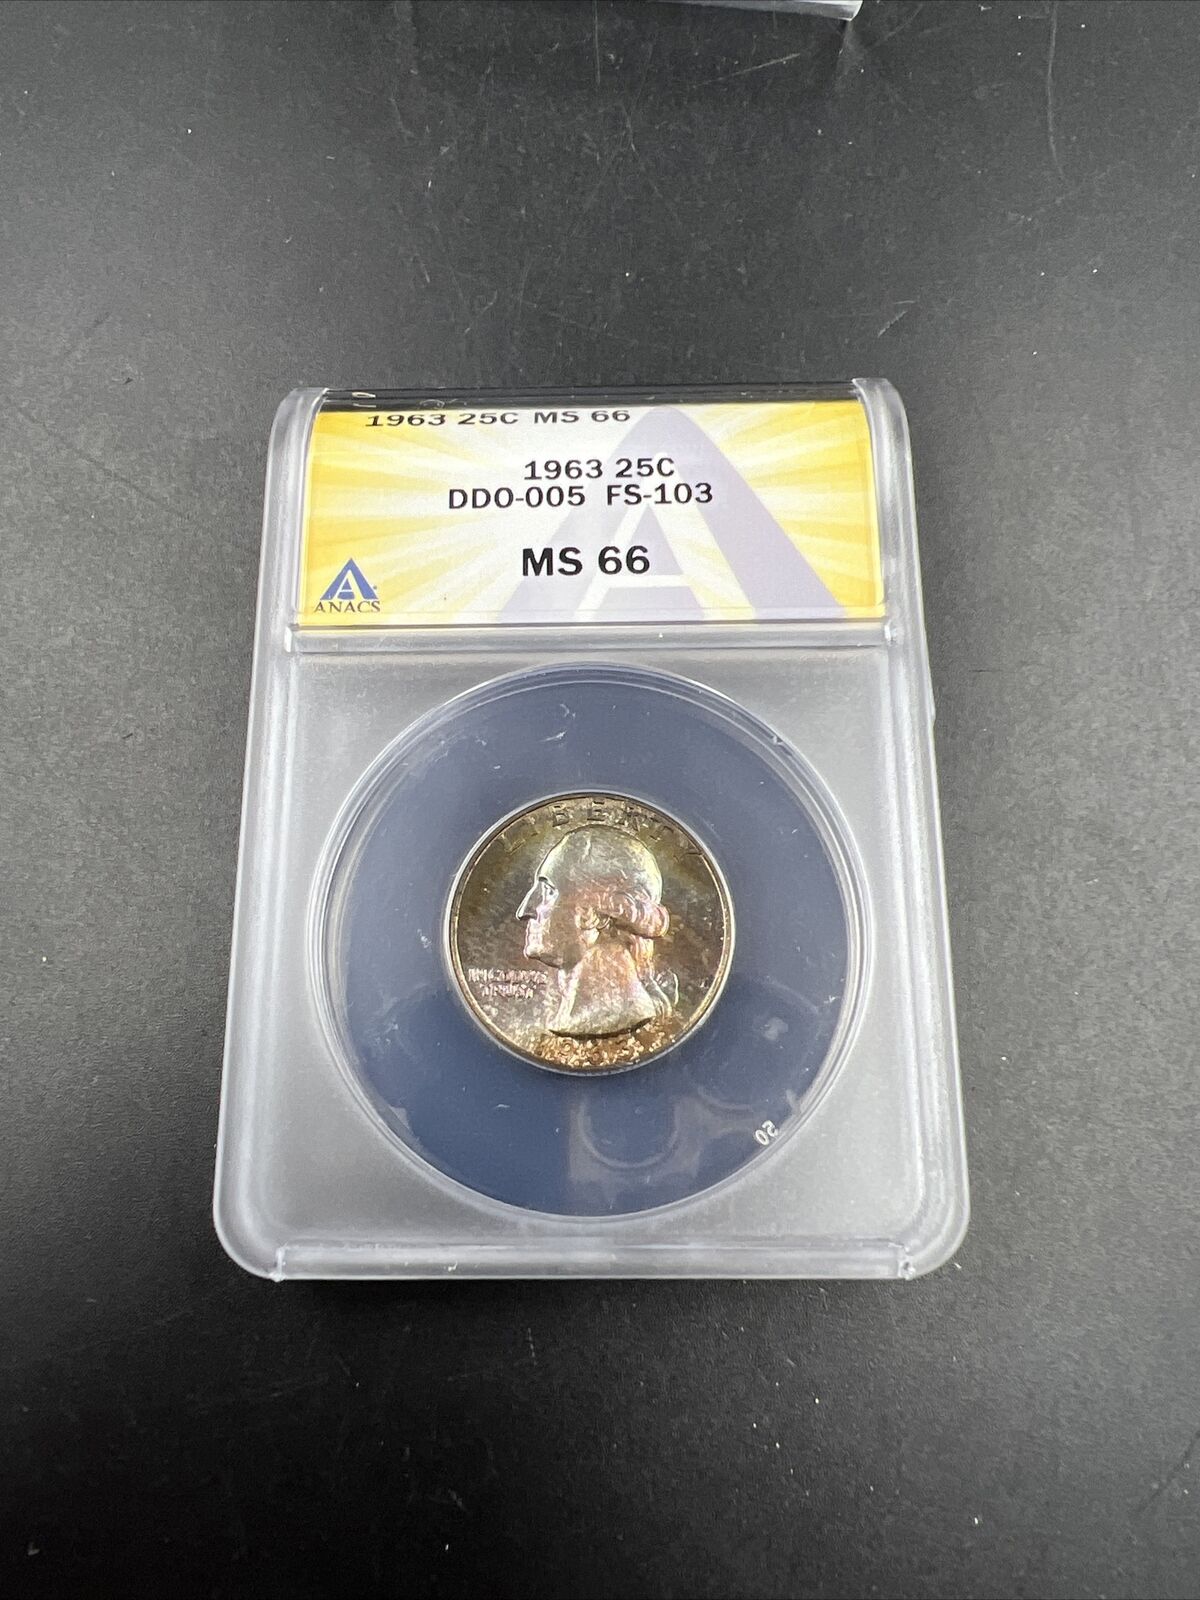 1963 25C MS 66
1963 25C
DDO-005 FS-103
MS 66
ANACS
LIBERTY
IN GOD WE
TRUST
1963
50